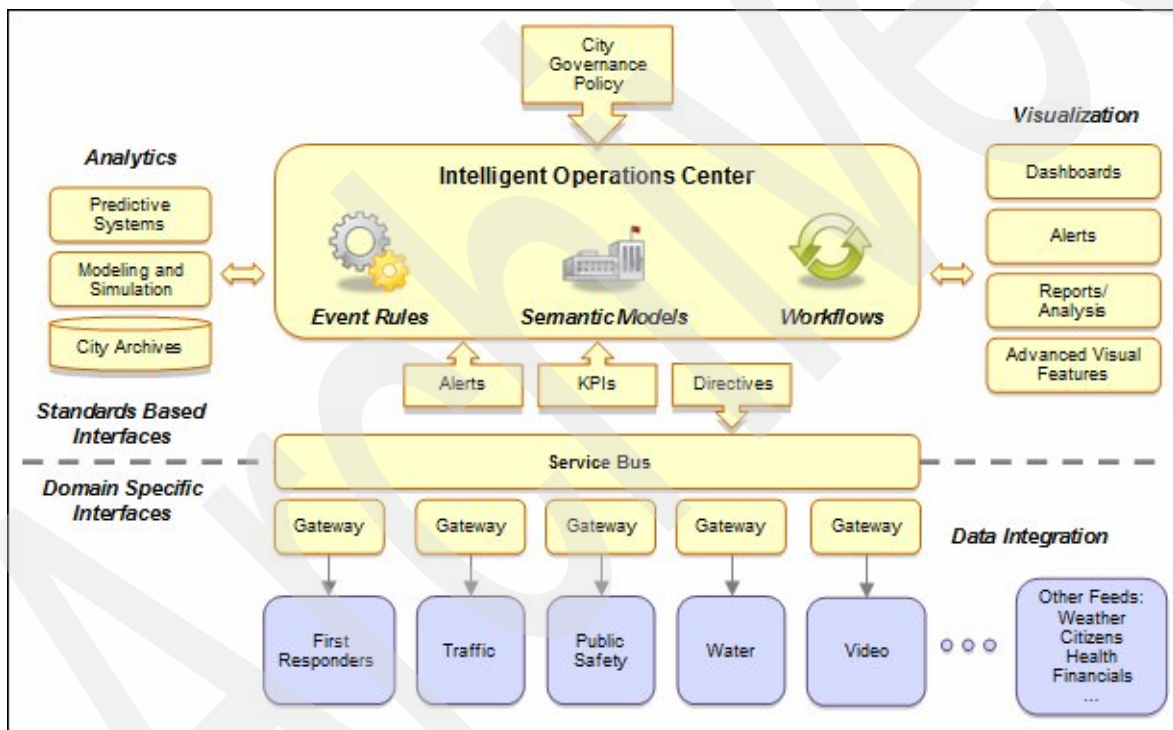 City
Governance
Policy
Visualization
Analytics
Intelligent Operations Center
Dashboards
Predictive
Systems
Alerts
Modeling and
Simulation
Reports/
Analysis
Event Rules
Semantic Models
Workflows
City Archives
Advanced Visual
Features
Alerts
KPIs
Directives
Standards Based
Interfaces
Service Bus
Domain Specific
Interfaces
Gateway
Gateway
Gateway
Gateway
Gateway
Data Integration
First
Responders
Traffic
Public
Safety
Water
Video
Other Feeds:
Weather
Citizens
Health
Financials
...